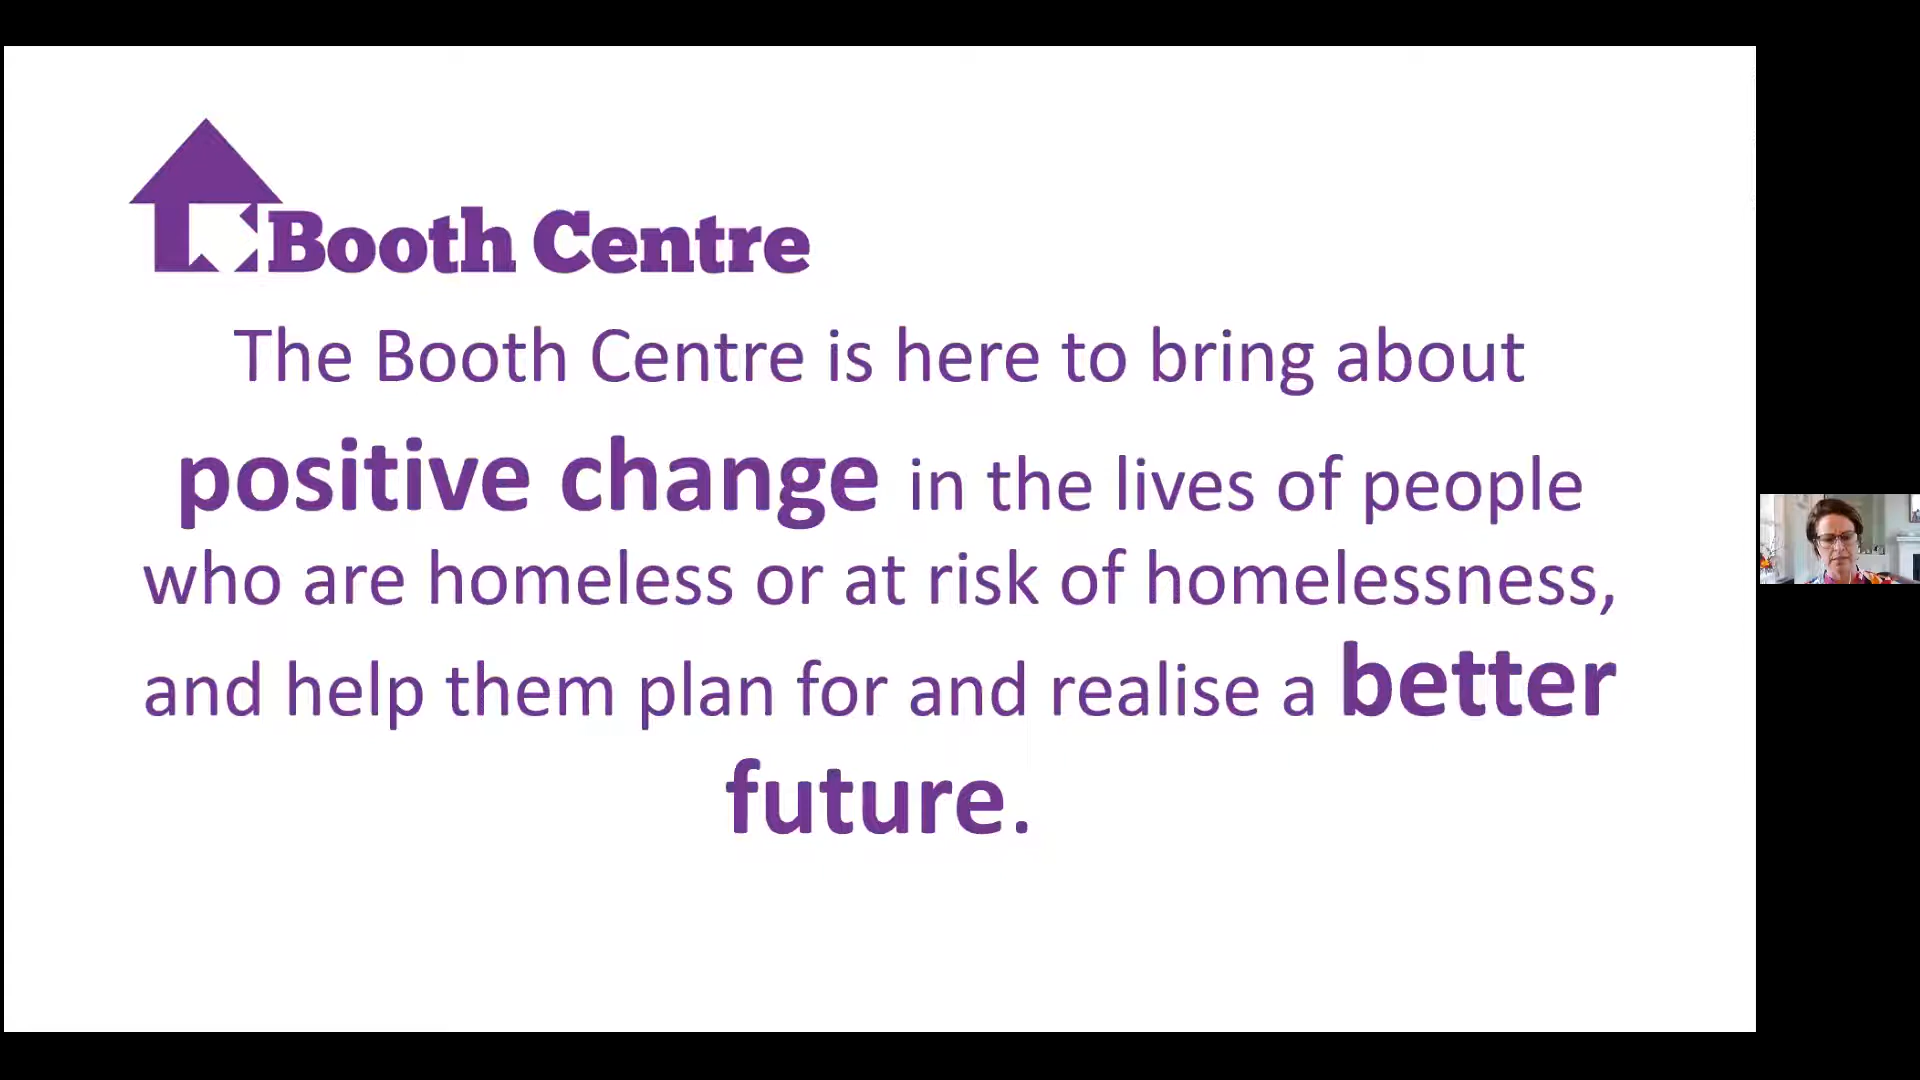 Booth Centre
The Booth Centre is here to bring about
positive change in the lives of people
who are homeless or at risk of homelessness,
and help them plan for and realise a better
future.